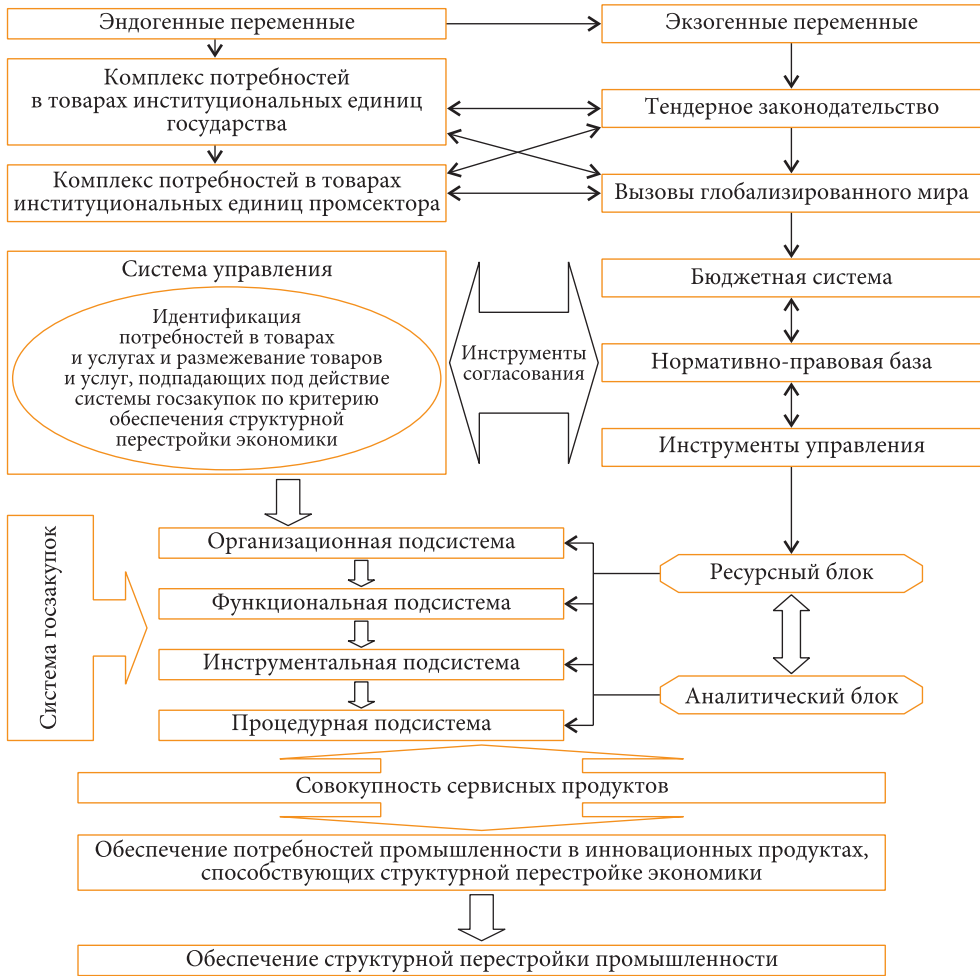 Эндогенные переменные
Экзогенные переменные
Комплекс потребностей
в товарах институциональных единиц
государства
Тендерное законодательство
Комплекс потребностей в товарах
институциональных единиц промсектора
Вызовы глобализированного мира
Система управления
Идентификация
потребностей в товарах
и услугах и размежевание товаров
и услуг, подпадающих под действие
системы госзакупок по критерию
обеспечения структурной
перестройки экономики
Инструменты
согласования
Бюджетная система
Нормативно-правовая база
Инструменты управления
Система госзакупок
Организационная подсистема
Функциональная подсистема
Инструментальная подсистема
Процедурная подсистема
Ресурсный блок
Аналитический блок
Совокупность сервисных продуктов
Обеспечение потребностей промышленности в инновационных продуктах,
способствующих структурной перестройке экономики
Обеспечение структурной перестройки промышленности